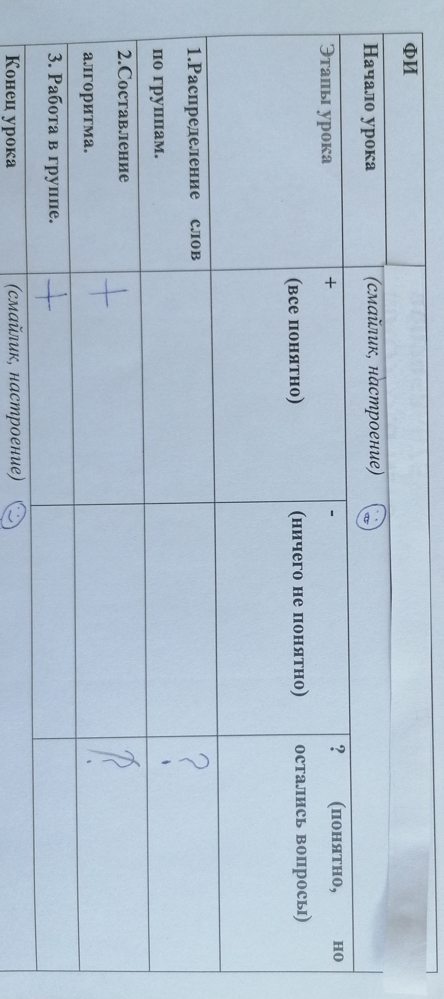 ФИ
Начало урока (смайлик, настроение)
Этапы урока
+
(все понятно)
-
(ничего не понятно)
? (понятно, но
остались вопросы)
1.Распределение слов
по группам.
?
2.Составление
алгоритма.
+
?
3. Работа в группе.
+
Конец урока (смайлик, настроение)